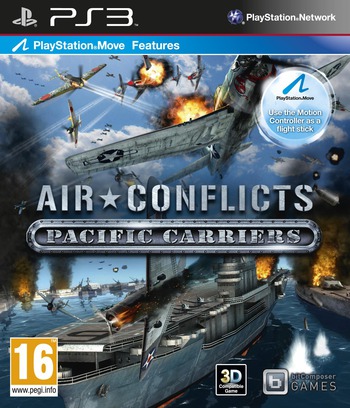 PS3
PlayStation®Network
PlayStation®Move Features
PlayStation®Move
Use the Motion
Controller as a
flight stick
AIR★CONFLICTS
PACIFIC CARRIERS
16
www.pegi.info
3D
Compatible
Game
b
bitComposer
GAMES